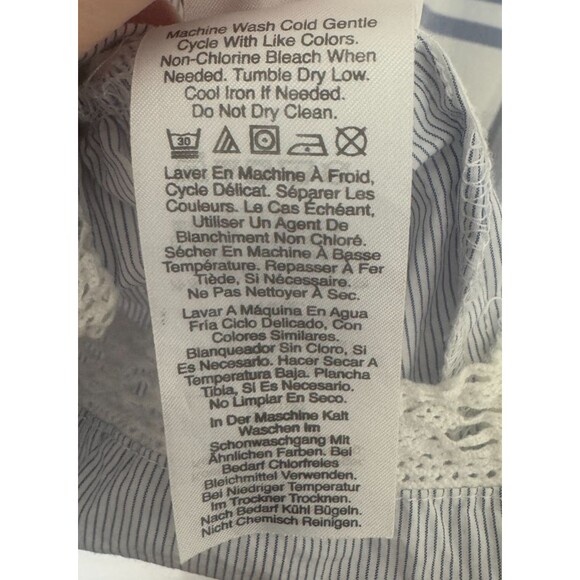 Machine Wash Cold Gentle
Cycle With Like Colors.
Non-Chlorine Bleach When
Needed. Tumble Dry Low.
Cool Iron If Needed.
Do Not Dry Clean.
30
Laver En Machine À Froid,
Cycle Délicat. Séparer Les
Couleurs. Le Cas Échéant,
Utiliser Un Agent De
Blanchiment Non Chloré.
Sécher En Machine À Basse
Température. Repasser À Fer
Tiède, Si Nécessaire.
Ne Pas Nettoyer À Sec.
Lavar A Máquina En Agua
Fría Ciclo Delicado, Con
Colores Similares.
Blanqueador Sin Cloro, Si
Es Necesario. Hacer Secar A
Temperatura Baja. Plancha
Tibia, Si Es Necesario.
No Limpiar En Seco.
In Der Maschine Kalt
Waschen Im
Schonwaschgang Mit
Ähnlichen Farben. Bei
Bedarf Chlorfreies
Bleichmittel Verwenden.
Bei Niedriger Temperatur
Im Trockner Trocknen.
Nach Bedarf Kühl Bügeln.
Nicht Chemisch Reinigen.